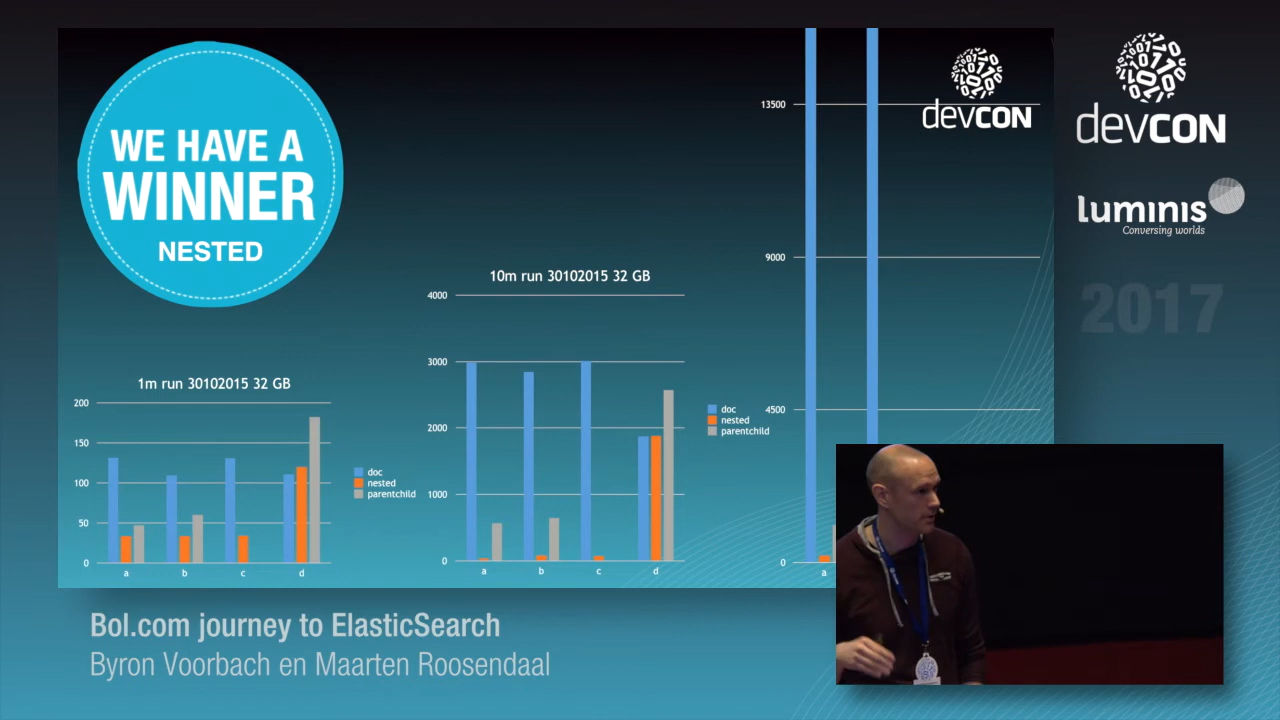 WE HAVE A
WINNER
NESTED
1m run 30102015 32 GB
200
150
100
50
0
a
b
c
d
doc
nested
parentchild
10m run 30102015 32 GB
4000
3000
2000
1000
0
a
b
c
d
doc
nested
parentchild
13500
9000
4500
0
a
devcon
devcon
luminis
Conversing worlds
2017
Bol.com journey to ElasticSearch
Byron Voorbach en Maarten Roosendaal